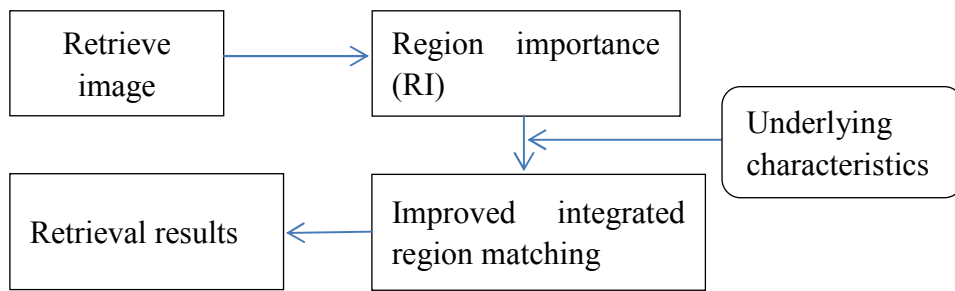 Retrieve
image
Region importance
(RI)
Underlying
characteristics
Improved integrated
region matching
Retrieval results